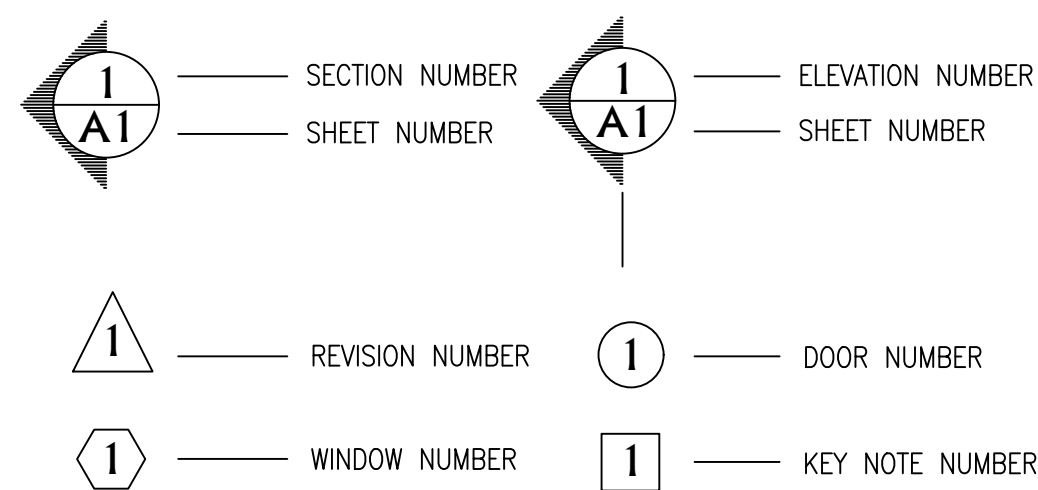 1 SECTION NUMBER
A1 SHEET NUMBER
1 ELEVATION NUMBER
A1 SHEET NUMBER
1 REVISION NUMBER
1 DOOR NUMBER
1 WINDOW NUMBER
1 KEY NOTE NUMBER